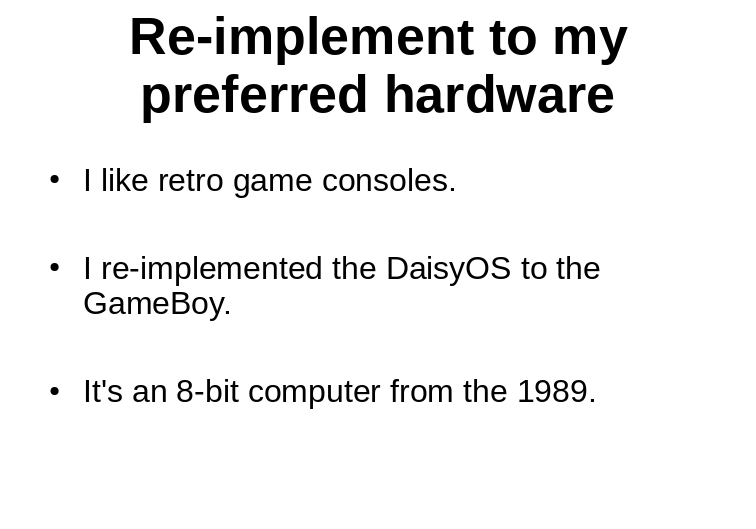 Re-implement to my
preferred hardware
• I like retro game consoles.
• I re-implemented the DaisyOS to the
GameBoy.
• It's an 8-bit computer from the 1989.